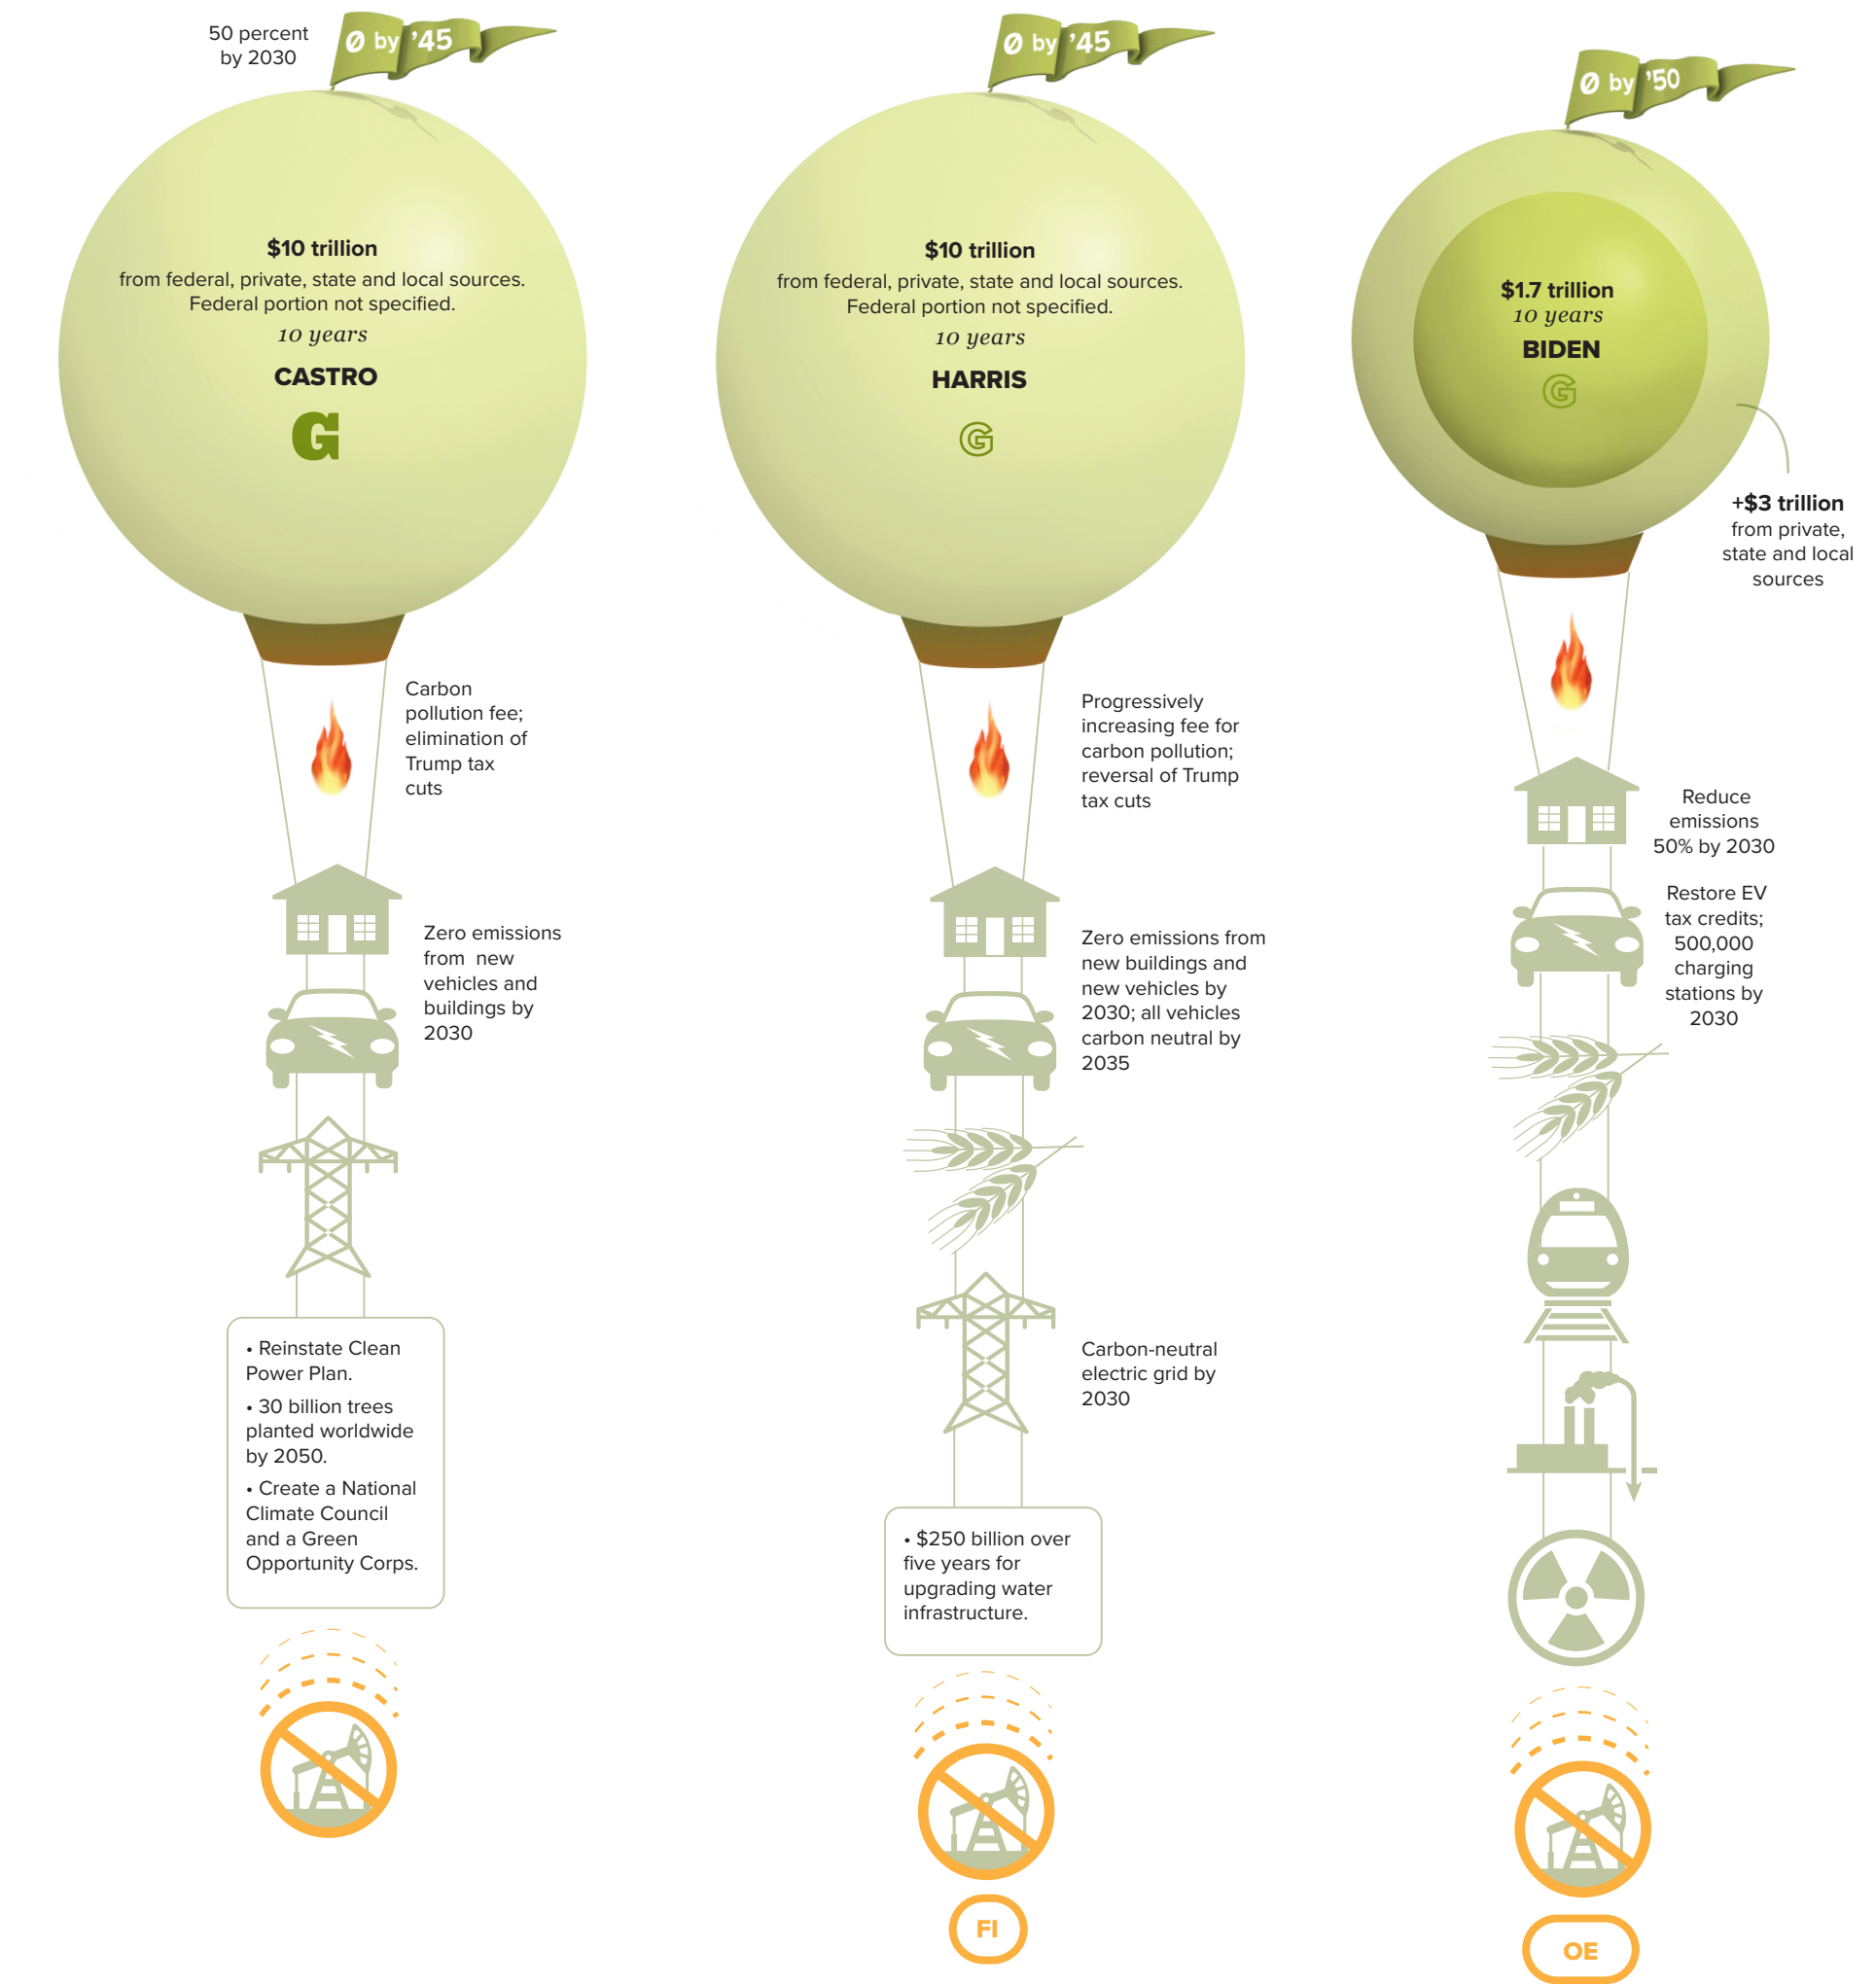 50 percent
by 2030
Ø by ’45
$10 trillion
from federal, private, state and local sources.
Federal portion not specified.
10 years
CASTRO
G
Carbon
pollution fee;
elimination of
Trump tax
cuts
Zero emissions
from new
vehicles and
buildings by
2030
• Reinstate Clean
Power Plan.
• 30 billion trees
planted worldwide
by 2050.
• Create a National
Climate Council
and a Green
Opportunity Corps.
Ø by ’45
$10 trillion
from federal, private, state and local sources.
Federal portion not specified.
10 years
HARRIS
G
Progressively
increasing fee for
carbon pollution;
reversal of Trump
tax cuts
Zero emissions from
new buildings and
new vehicles by
2030; all vehicles
carbon neutral by
2035
Carbon-neutral
electric grid by
2030
• $250 billion over
five years for
upgrading water
infrastructure.
FI
Ø by ’50
$1.7 trillion
10 years
BIDEN
G
+$3 trillion
from private,
state and local
sources
Reduce
emissions
50% by 2030
Restore EV
tax credits;
500,000
charging
stations by
2030
OE